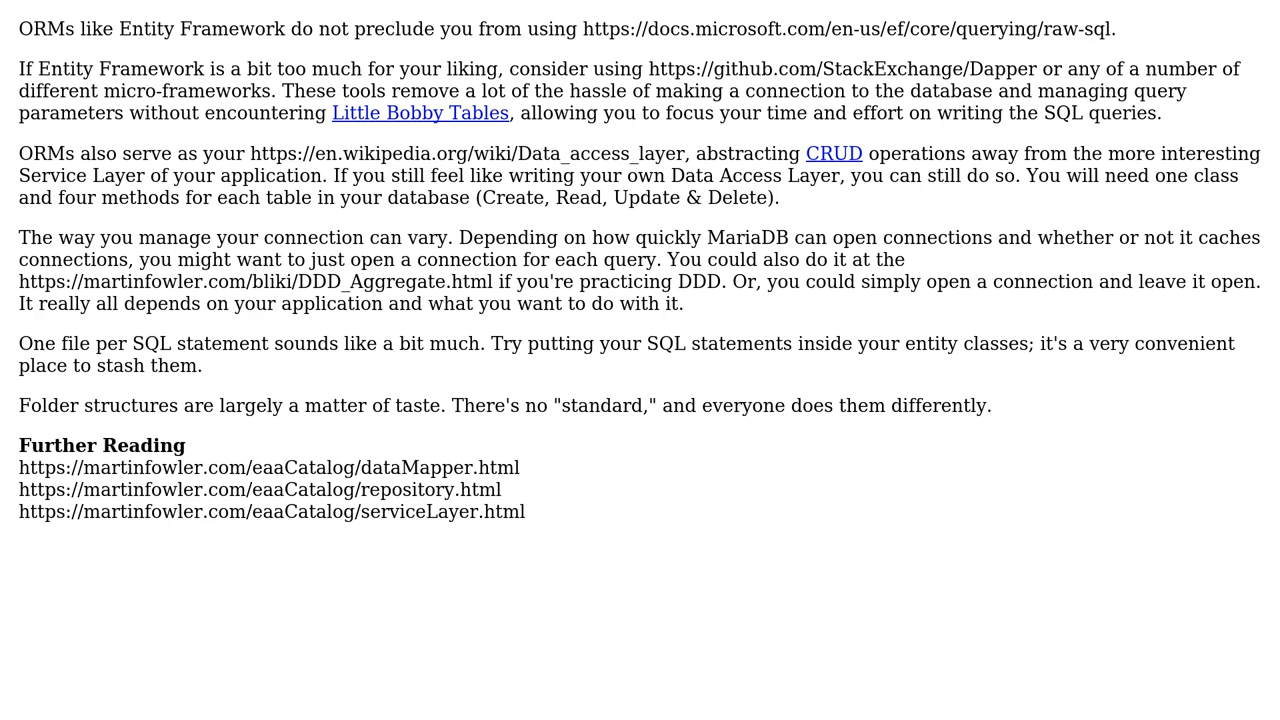 ORMs like Entity Framework do not preclude you from using https://docs.microsoft.com/en-us/ef/core/querying/raw-sql.
If Entity Framework is a bit too much for your liking, consider using https://github.com/StackExchange/Dapper or any of a number of
different micro-frameworks. These tools remove a lot of the hassle of making a connection to the database and managing query
parameters without encountering Little Bobby Tables, allowing you to focus your time and effort on writing the SQL queries.
ORMs also serve as your https://en.wikipedia.org/wiki/Data_access_layer, abstracting CRUD operations away from the more interesting
Service Layer of your application. If you still feel like writing your own Data Access Layer, you can still do so. You will need one class
and four methods for each table in your database (Create, Read, Update & Delete).
The way you manage your connection can vary. Depending on how quickly MariaDB can open connections and whether or not it caches
connections, you might want to just open a connection for each query. You could also do it at the
https://martinfowler.com/bliki/DDD_Aggregate.html if you're practicing DDD. Or, you could simply open a connection and leave it open.
It really all depends on your application and what you want to do with it.
One file per SQL statement sounds like a bit much. Try putting your SQL statements inside your entity classes; it's a very convenient
place to stash them.
Folder structures are largely a matter of taste. There's no "standard," and everyone does them differently.
Further Reading
https://martinfowler.com/eaaCatalog/dataMapper.html
https://martinfowler.com/eaaCatalog/repository.html
https://martinfowler.com/eaaCatalog/serviceLayer.html